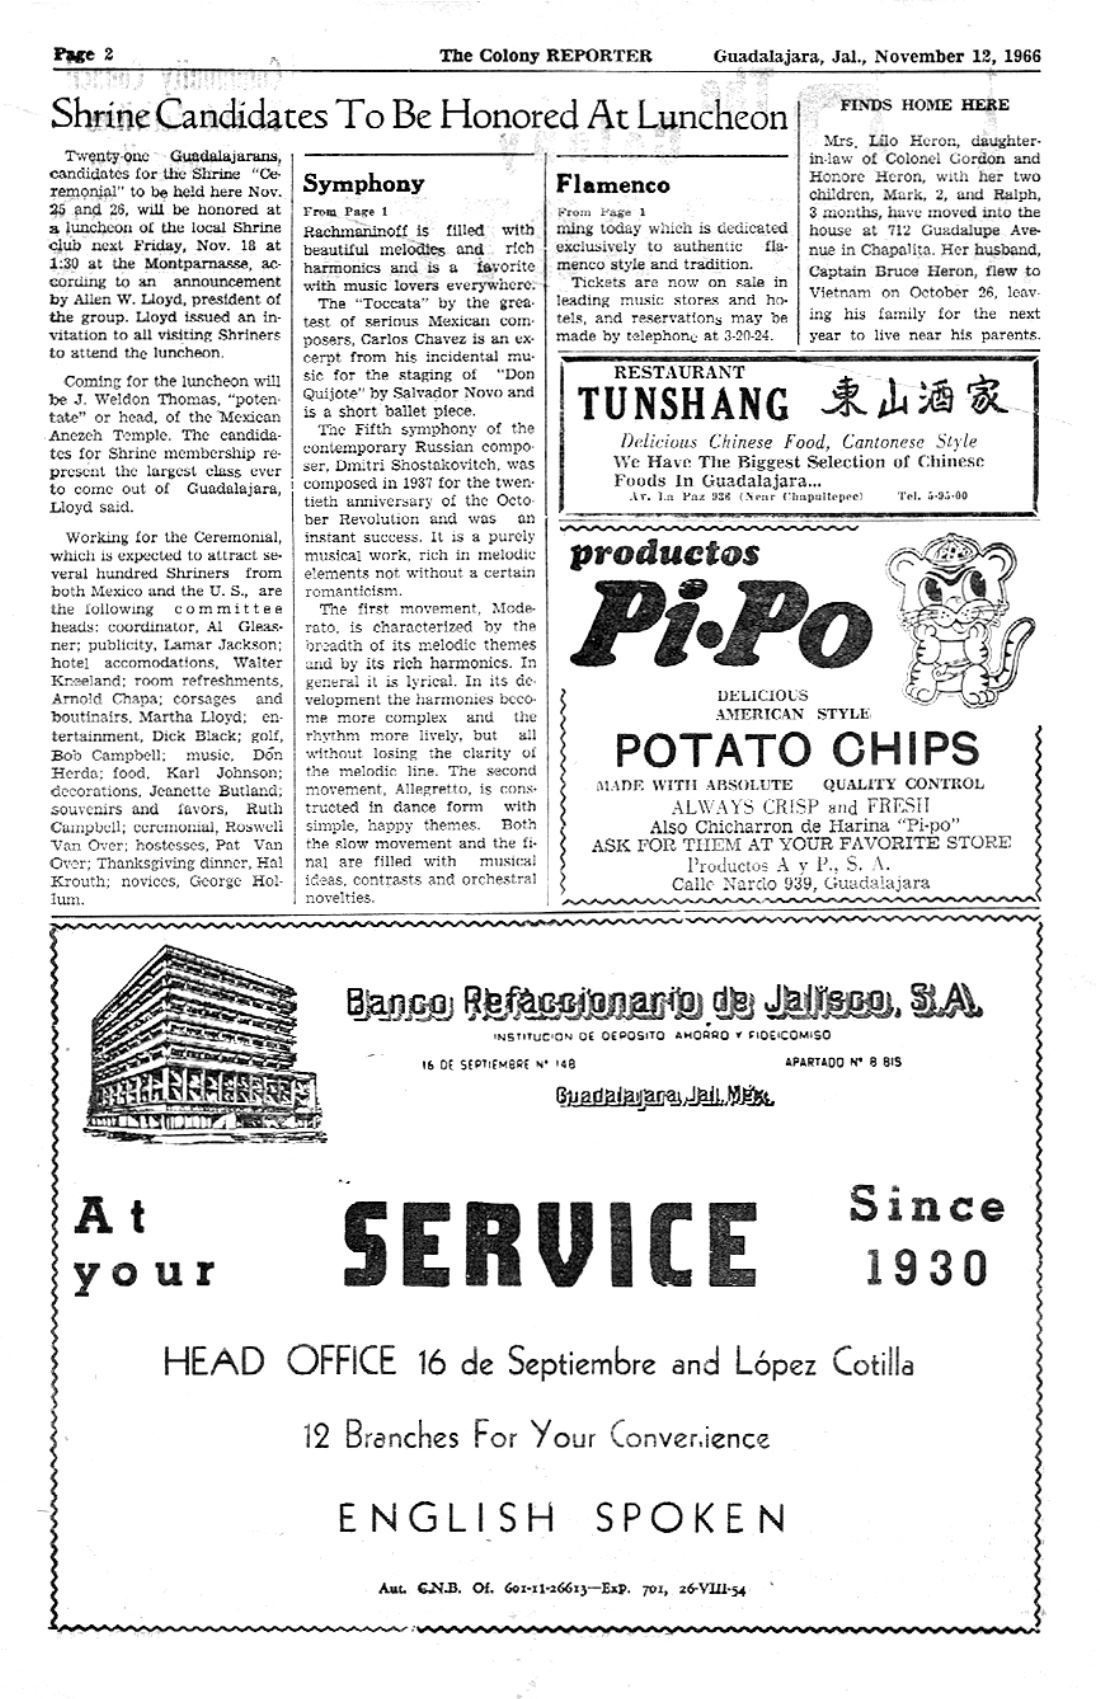 Page 2
The Colony REPORTER
Guadalajara, Jal., November 12, 1966
Shrine Candidates To Be Honored At Luncheon
Twenty-one Guadalajarans,
candidates for the Shrine "Ce-
remonial" to be held here Nov.
25 and 26, will be honored at
a luncheon of the local Shrine
club next Friday, Nov. 18 at
1:30 at the Montparnasse, ac-
cording to an announcement
by Allen W. Lloyd, president of
the group. Lloyd issued an in-
vitation to all visiting Shriners
to attend the luncheon.
Coming for the luncheon will
be J. Weldon Thomas, "poten-
tate" or head, of the Mexican
Anezeh Temple. The candida-
tes for Shrine membership re-
present the largest class ever
to come out of Guadalajara,
Lloyd said.
Working for the Ceremonial,
which is expected to attract se-
veral hundred Shriners from
both Mexico and the U. S., are
the following committee
heads: coordinator, Al Gleas-
ner; publicity, Lamar Jackson;
hotel accomodations, Walter
Kneeland; room refreshments,
Arnold Chapa; corsages and
boutinairs, Martha Lloyd; en-
tertainment, Dick Black; golf,
Bob Campbell; music, Don
Herda; food, Karl Johnson;
decorations, Jeanette Butland;
souvenirs and favors, Ruth
Campbell; ceremonial, Roswell
Van Over; hostesses, Pat Van
Over; Thanksgiving dinner, Hal
Krouth; novices, George Hol-
lum.
Symphony
From Page 1
Rachmaninoff is filled with
beautiful melodies and rich
harmonics and is a favorite
with music lovers everywhere.
The "Toccata" by the grea-
test of serious Mexican com-
posers, Carlos Chavez is an ex-
cerpt from his incidental mu-
sic for the staging of "Don
Quijote" by Salvador Novo and
is a short ballet piece.
The Fifth symphony of the
contemporary Russian compo-
ser, Dmitri Shostakovitch, was
composed in 1937 for the twen-
tieth anniversary of the Octo-
ber Revolution and was an
instant success. It is a purely
musical work, rich in melodic
elements not without a certain
romanticism.
The first movement, Mode-
rato, is characterized by the
breadth of its melodic themes
and by its rich harmonics. In
general it is lyrical. In its de-
velopment the harmonies beco-
me more complex and the
rhythm more lively, but all
without losing the clarity of
the melodic line. The second
movement, Allegretto, is cons-
tructed in dance form with
simple, happy themes. Both
the slow movement and the fi-
nal are filled with musical
ideas, contrasts and orchestral
novelties.
Flamenco
From Page 1
ming today which is dedicated
exclusively to authentic fla-
menco style and tradition.
Tickets are now on sale in
leading music stores and ho-
tels, and reservations may be
made by telephone at 3-20-24.
FINDS HOME HERE
Mrs. Lilo Heron, daughter-
in-law of Colonel Gordon and
Honore Heron, with her two
children, Mark, 2, and Ralph,
3 months, have moved into the
house at 712 Guadalupe Ave-
nue in Chapalita. Her husband,
Captain Bruce Heron, flew to
Vietnam on October 26, leav-
ing his family for the next
year to live near his parents.
RESTAURANT
TUNSHANG 東山酒家
Delicious Chinese Food, Cantonese Style
We Have The Biggest Selection of Chinese
Foods In Guadalajara...
Av. La Paz 938 (Near Chapultepec) Tel. 5-95-00
productos
Pi·Po
DELICIOUS
AMERICAN STYLE
POTATO CHIPS
MADE WITH ABSOLUTE QUALITY CONTROL
ALWAYS CRISP and FRESH
Also Chicharron de Harina "Pi-po"
ASK FOR THEM AT YOUR FAVORITE STORE
Productos A y P., S. A.
Calle Nardo 939, Guadalajara
Banco Refaccionario de Jalisco, S.A.
INSTITUCION DE DEPOSITO AHORRO Y FIDEICOMISO
16 DE SEPTIEMBRE Nº 148 APARTADO Nº 8 BIS
Guadalajara, Jal. Méx.
At your SERVICE Since 1930
HEAD OFFICE 16 de Septiembre and López Cotilla
12 Branches For Your Convenience
ENGLISH SPOKEN
Aut. C.N.B. Of. 601-11-26613—Exp. 701, 26-VIII-54